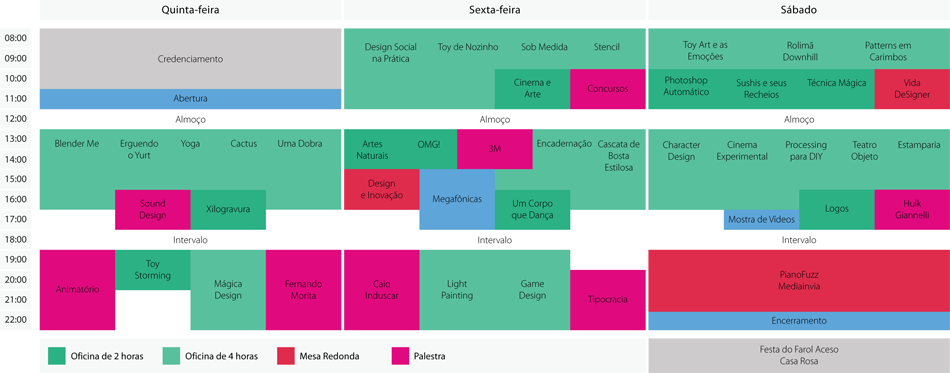 Quinta-feira
Sexta-feira
Sábado
08:00
09:00
10:00
11:00
12:00
13:00
14:00
15:00
16:00
17:00
18:00
19:00
20:00
21:00
22:00
Credenciamento
Abertura
Almoço
Blender Me
Erguendo
o Yurt
Yoga
Cactus
Uma Dobra
Sound
Design
Xilogravura
Intervalo
Animatório
Toy
Storming
Mágica
Design
Fernando
Morita
Design Social
na Prática
Toy de Nozinho
Sob Medida
Stencil
Cinema e
Arte
Concursos
Almoço
Artes
Naturais
OMG!
3M
Encadernação
Cascata de
Bosta
Estilosa
Design
e Inovação
Megafônicas
Um Corpo
que Dança
Intervalo
Caio
Induscar
Light
Painting
Game
Design
Tipocracia
Toy Art e as
Emoções
Rolimã
Downhill
Patterns em
Carimbos
Photoshop
Automático
Sushis e seus
Recheios
Técnica Mágica
Vida
DeSigner
Almoço
Character
Design
Cinema
Experimental
Processing
para DIY
Teatro
Objeto
Estamparia
Mostra de Vídeos
Logos
Hulk
Giannelli
Intervalo
PianoFuzz
Mediainvia
Encerramento
Festa do Farol Aceso
Casa Rosa
Oficina de 2 horas
Oficina de 4 horas
Mesa Redonda
Palestra